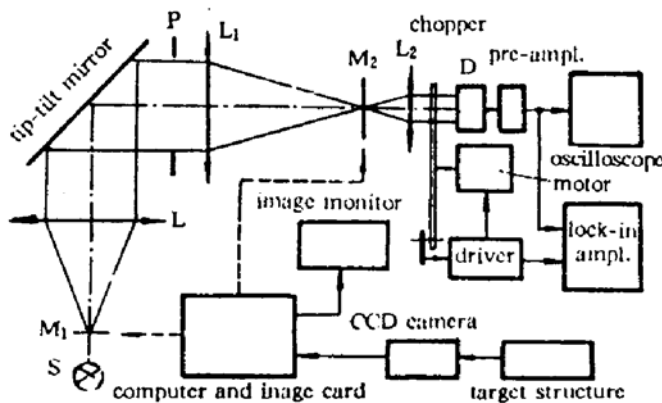 P
L1
chopper
M2
L2
D
pre-ampl.
tip-tilt mirror
oscilloscope
motor
image monitor
L
lock-in
ampl.
driver
M1
CCD camera
S
computer and image card
target structure